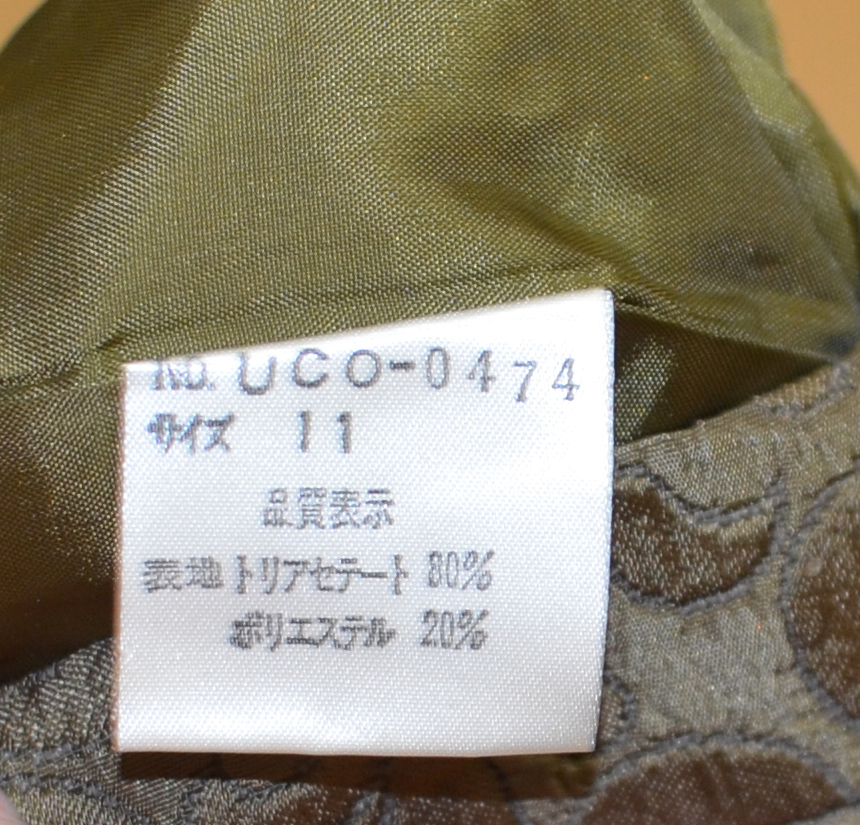 NO. UCO-0474
サイズ 11
品質表示
表地 トリアセテート 80%
ポリエステル 20%